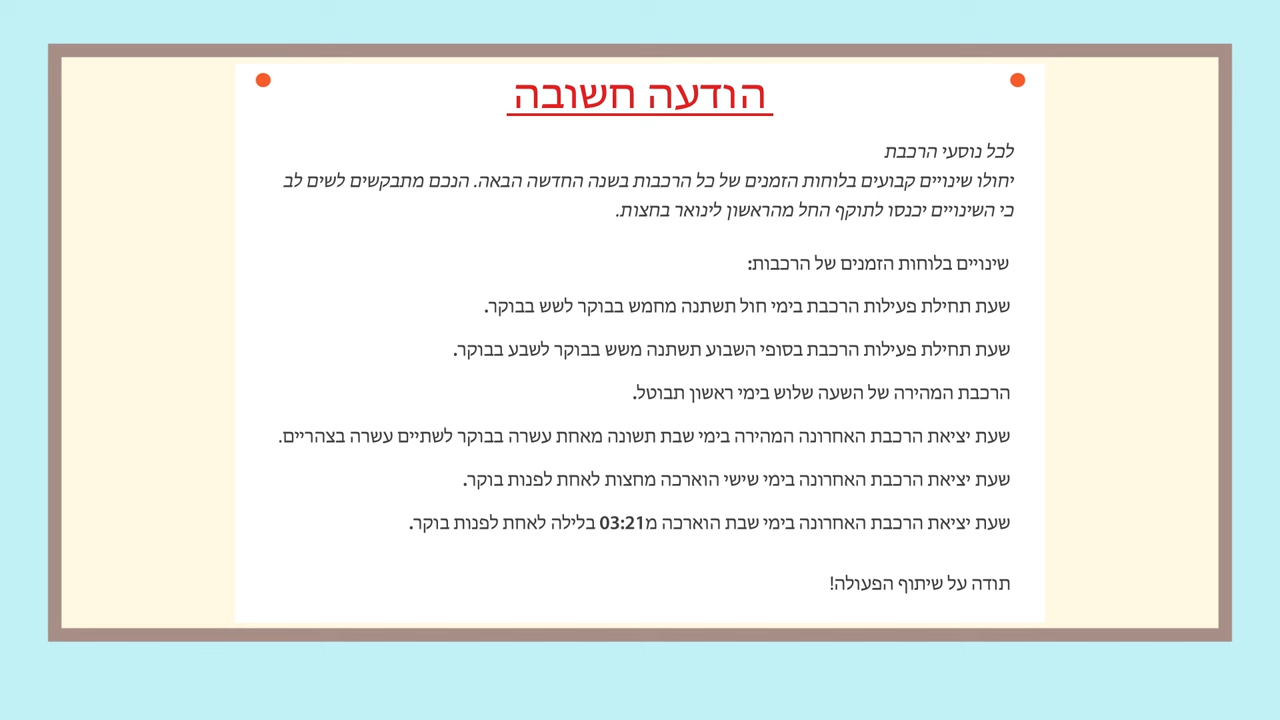 הודעה חשובה
לכל נוסעי הרכבת
יחולו שינויים קבועים בלוחות הזמנים של כל הרכבות בשנה החדשה הבאה. הנכם מתבקשים לשים לב
כי השינויים יכנסו לתוקף החל מהראשון לינואר בחצות.
שינויים בלוחות הזמנים של הרכבות:
שעת תחילת פעילות הרכבת בימי חול תשתנה מחמש בבוקר לשש בבוקר.
שעת תחילת פעילות הרכבת בסופי השבוע תשתנה משש בבוקר לשבע בבוקר.
הרכבת המהירה של השעה שלוש בימי ראשון תבוטל.
שעת יציאת הרכבת האחרונה המהירה בימי שבת תשונה מאחת עשרה בבוקר לשתיים עשרה בצהריים.
שעת יציאת הרכבת האחרונה בימי שישי הוארכה מחצות לאחת לפנות בוקר.
שעת יציאת הרכבת האחרונה בימי שבת הוארכה מ03:21 בלילה לאחת לפנות בוקר.
תודה על שיתוף הפעולה!